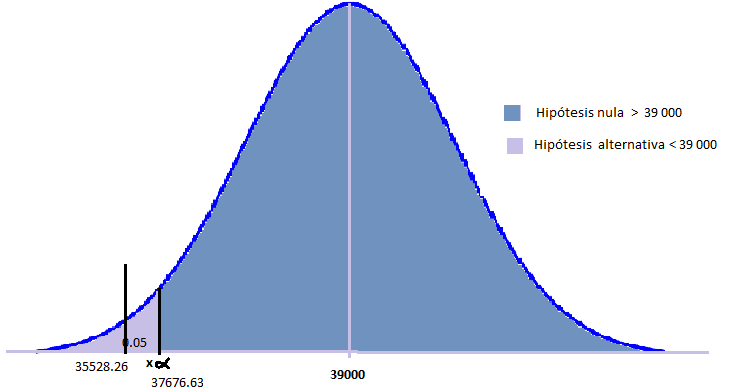 Hipótesis nula > 39 000
Hipótesis alternativa < 39 000
0.05
35528.26
x α
37676.63
39000